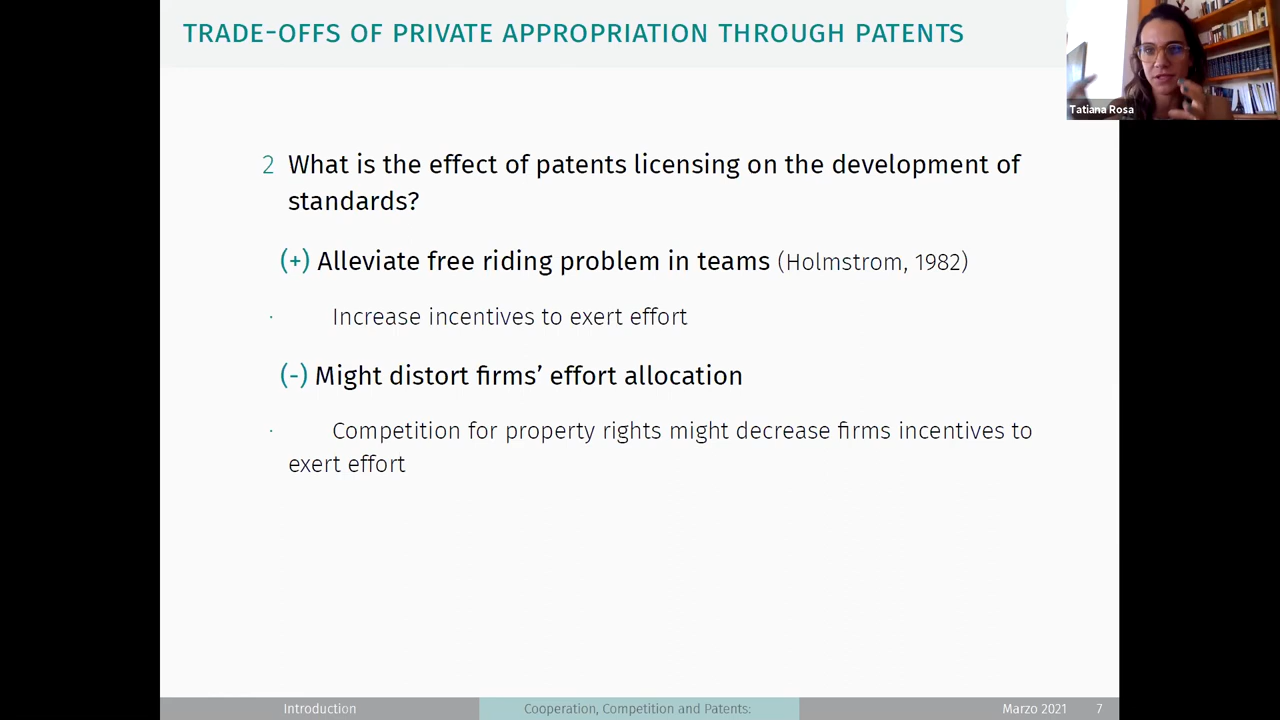 TRADE-OFFS OF PRIVATE APPROPRIATION THROUGH PATENTS
Tatiana Rosa
2 What is the effect of patents licensing on the development of
standards?
(+) Alleviate free riding problem in teams (Holmstrom, 1982)
· Increase incentives to exert effort
(-) Might distort firms’ effort allocation
· Competition for property rights might decrease firms incentives to
exert effort
Introduction Cooperation, Competition and Patents: Marzo 2021 7